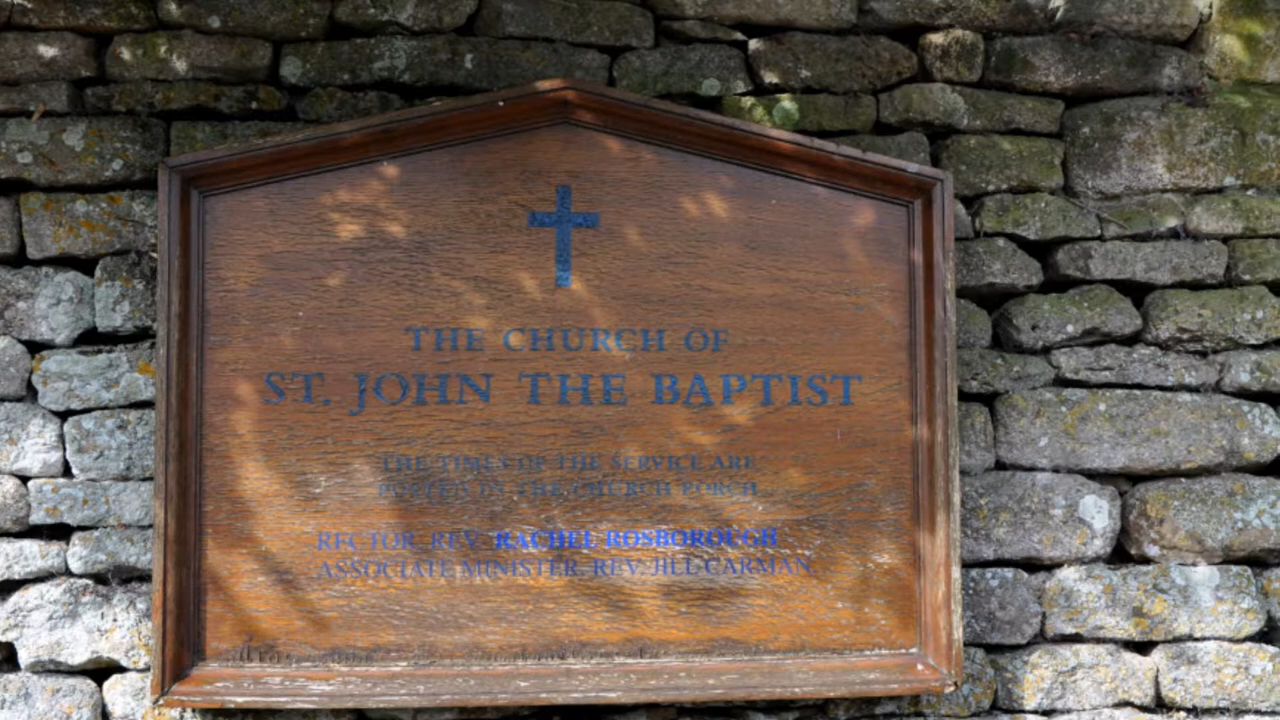 THE CHURCH OF
ST. JOHN THE BAPTIST
THE TIMES OF THE SERVICE ARE
POSTED IN THE CHURCH PORCH
RECTOR. REV. RACHEL ROSBOROUGH
ASSOCIATE MINISTER. REV. JILL CARMAN